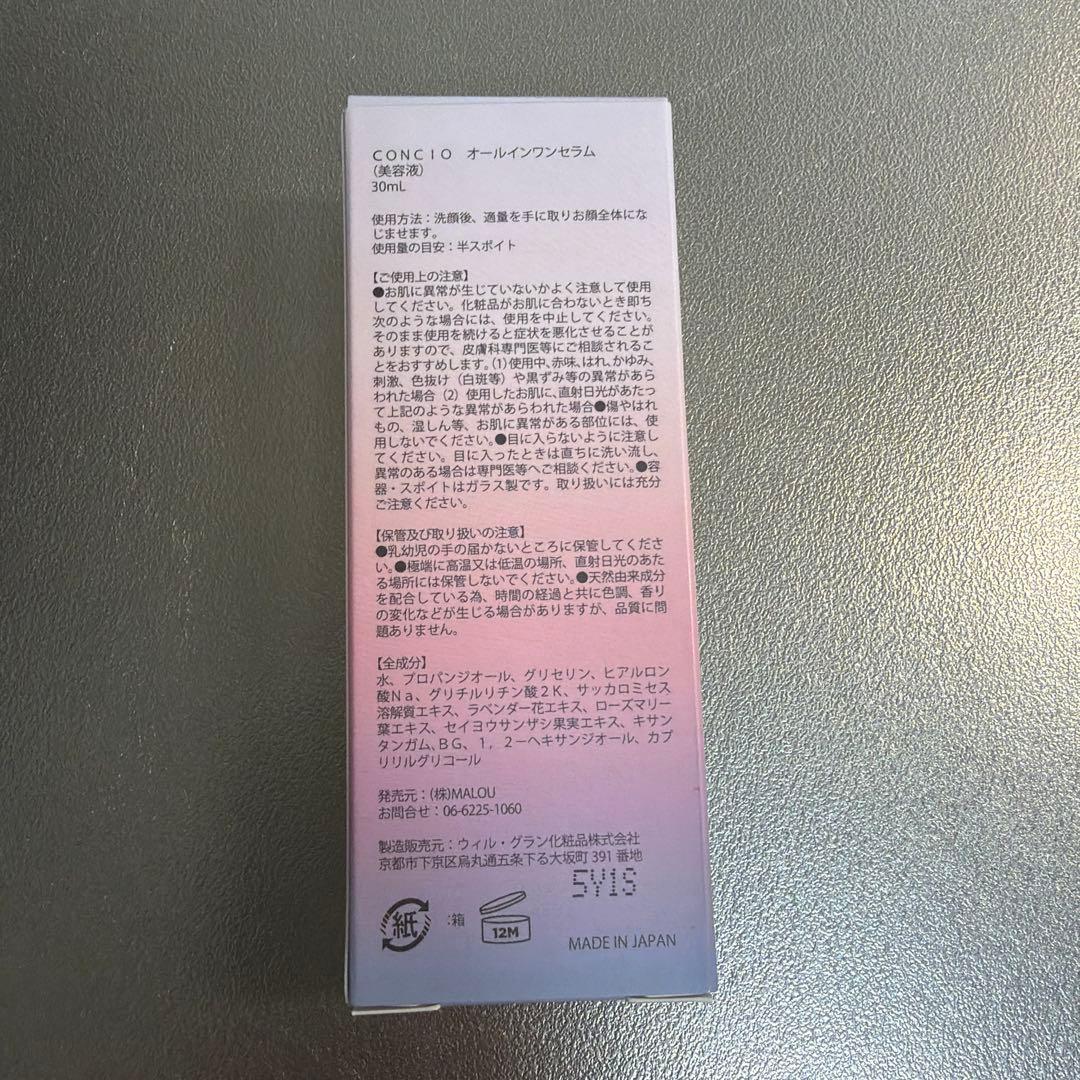 CONCIO オールインワンセラム
(美容液)
30mL
使用方法：洗顔後、適量を手に取りお顔全体にな
じませます。
使用量の目安：半スポイト
【ご使用上の注意】
●お肌に異常が生じていないかよく注意して使用
してください。化粧品がお肌に合わないとき即ち
次のような場合には、使用を中止してください。
そのまま使用を続けると症状を悪化させることが
ありますので、皮膚科専門医等にご相談されるこ
とをおすすめします。(1)使用中、赤味、はれ、かゆみ、
刺激、色抜け（白斑等）や黒ずみ等の異常があら
われた場合（2）使用したお肌に、直射日光があたっ
て上記のような異常があらわれた場合●傷やはれ
もの、湿しん等、お肌に異常がある部位には、使
用しないでください。●目に入らないように注意し
てください。目に入ったときは直ちに洗い流し、
異常のある場合は専門医等へご相談ください。●容
器・スポイトはガラス製です。取り扱いには充分
ご注意ください。
【保管及び取り扱いの注意】
●乳幼児の手の届かないところに保管してくださ
い。●極端に高温又は低温の場所、直射日光のあた
る場所には保管しないでください。●天然由来成分
を配合している為、時間の経過と共に色調、香り
の変化などが生じる場合がありますが、品質に問
題ありません。
【全成分】
水、プロパンジオール、グリセリン、ヒアルロン
酸Na、グリチルリチン酸2K、サッカロミセス
溶解質エキス、ラベンダー花エキス、ローズマリー
葉エキス、セイヨウサンザシ果実エキス、キサン
タンガム、BG、1，2－ヘキサンジオール、カプ
リリルグリコール
発売元：(株)MALOU
お問合せ：06-6225-1060
製造販売元：ウィル・グラン化粧品株式会社
京都市下京区烏丸通五条下る大坂町 391 番地
5Y1S
紙 :箱 12M
MADE IN JAPAN